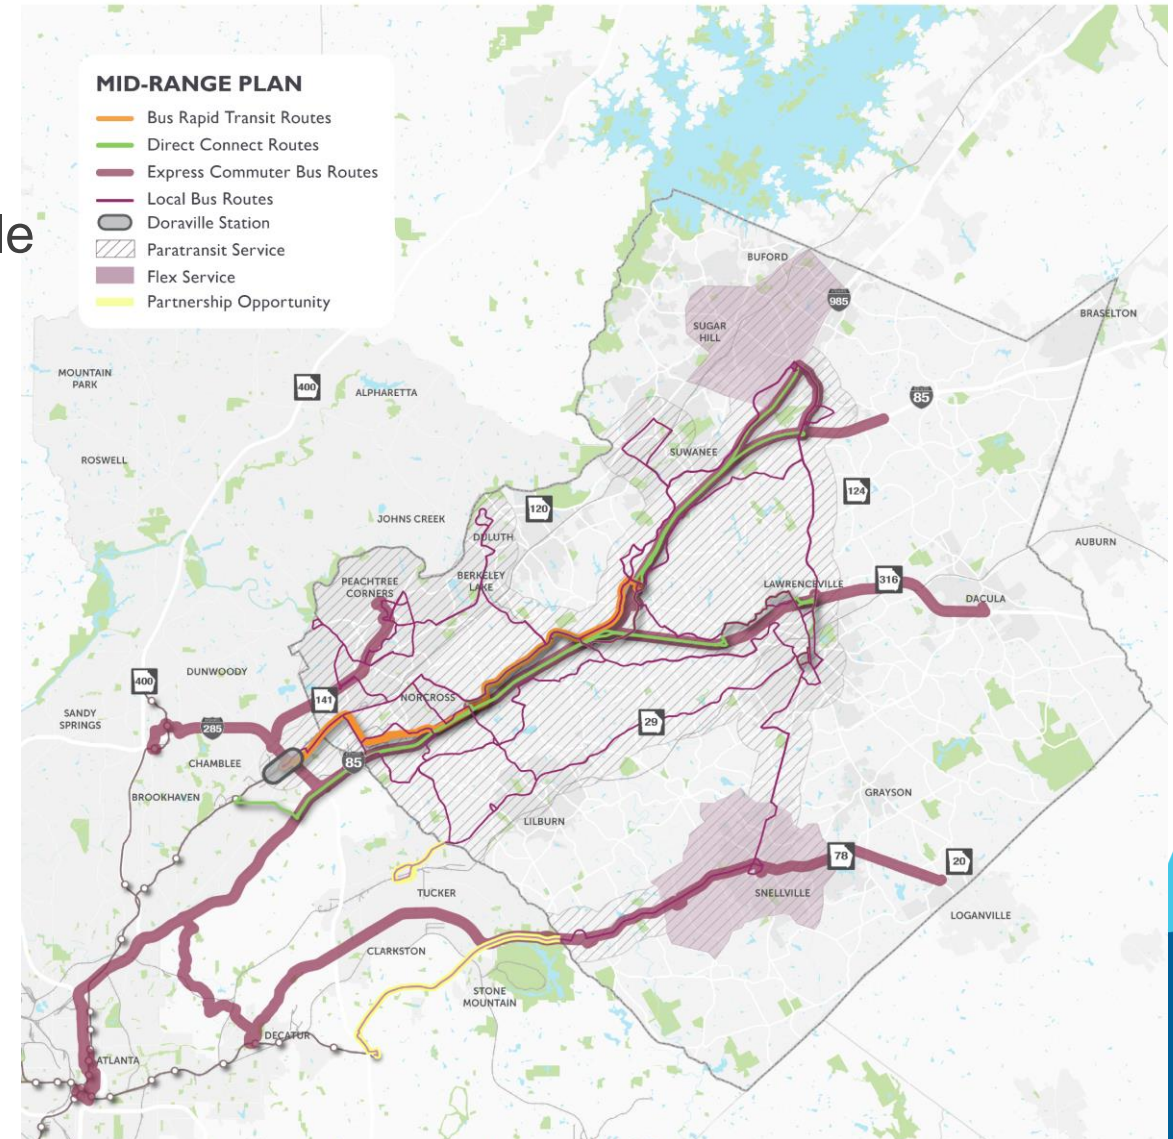 MID-RANGE PLAN
Bus Rapid Transit Routes
Direct Connect Routes
Express Commuter Bus Routes
Local Bus Routes
Doraville Station
Paratransit Service
Flex Service
Partnership Opportunity
le
BUFORD
985
SUGAR
HILL
BRASELTON
MOUNTAIN
PARK
400
ALPHARETTA
85
ROSWELL
SUWANEE
124
120
JOHNS CREEK
DULUTH
AUBURN
BERKELEY
LAKE
PEACHTREE
CORNERS
LAWRENCEVILLE
316
DACULA
DUNWOODY
400
141
NORCROSS
SANDY
SPRINGS
285
29
CHAMBLEE
85
BROOKHAVEN
GRAYSON
LILBURN
78
20
TUCKER
SNELLVILLE
LOGANVILLE
CLARKSTON
STONE
MOUNTAIN
DECATUR
ATLANTA